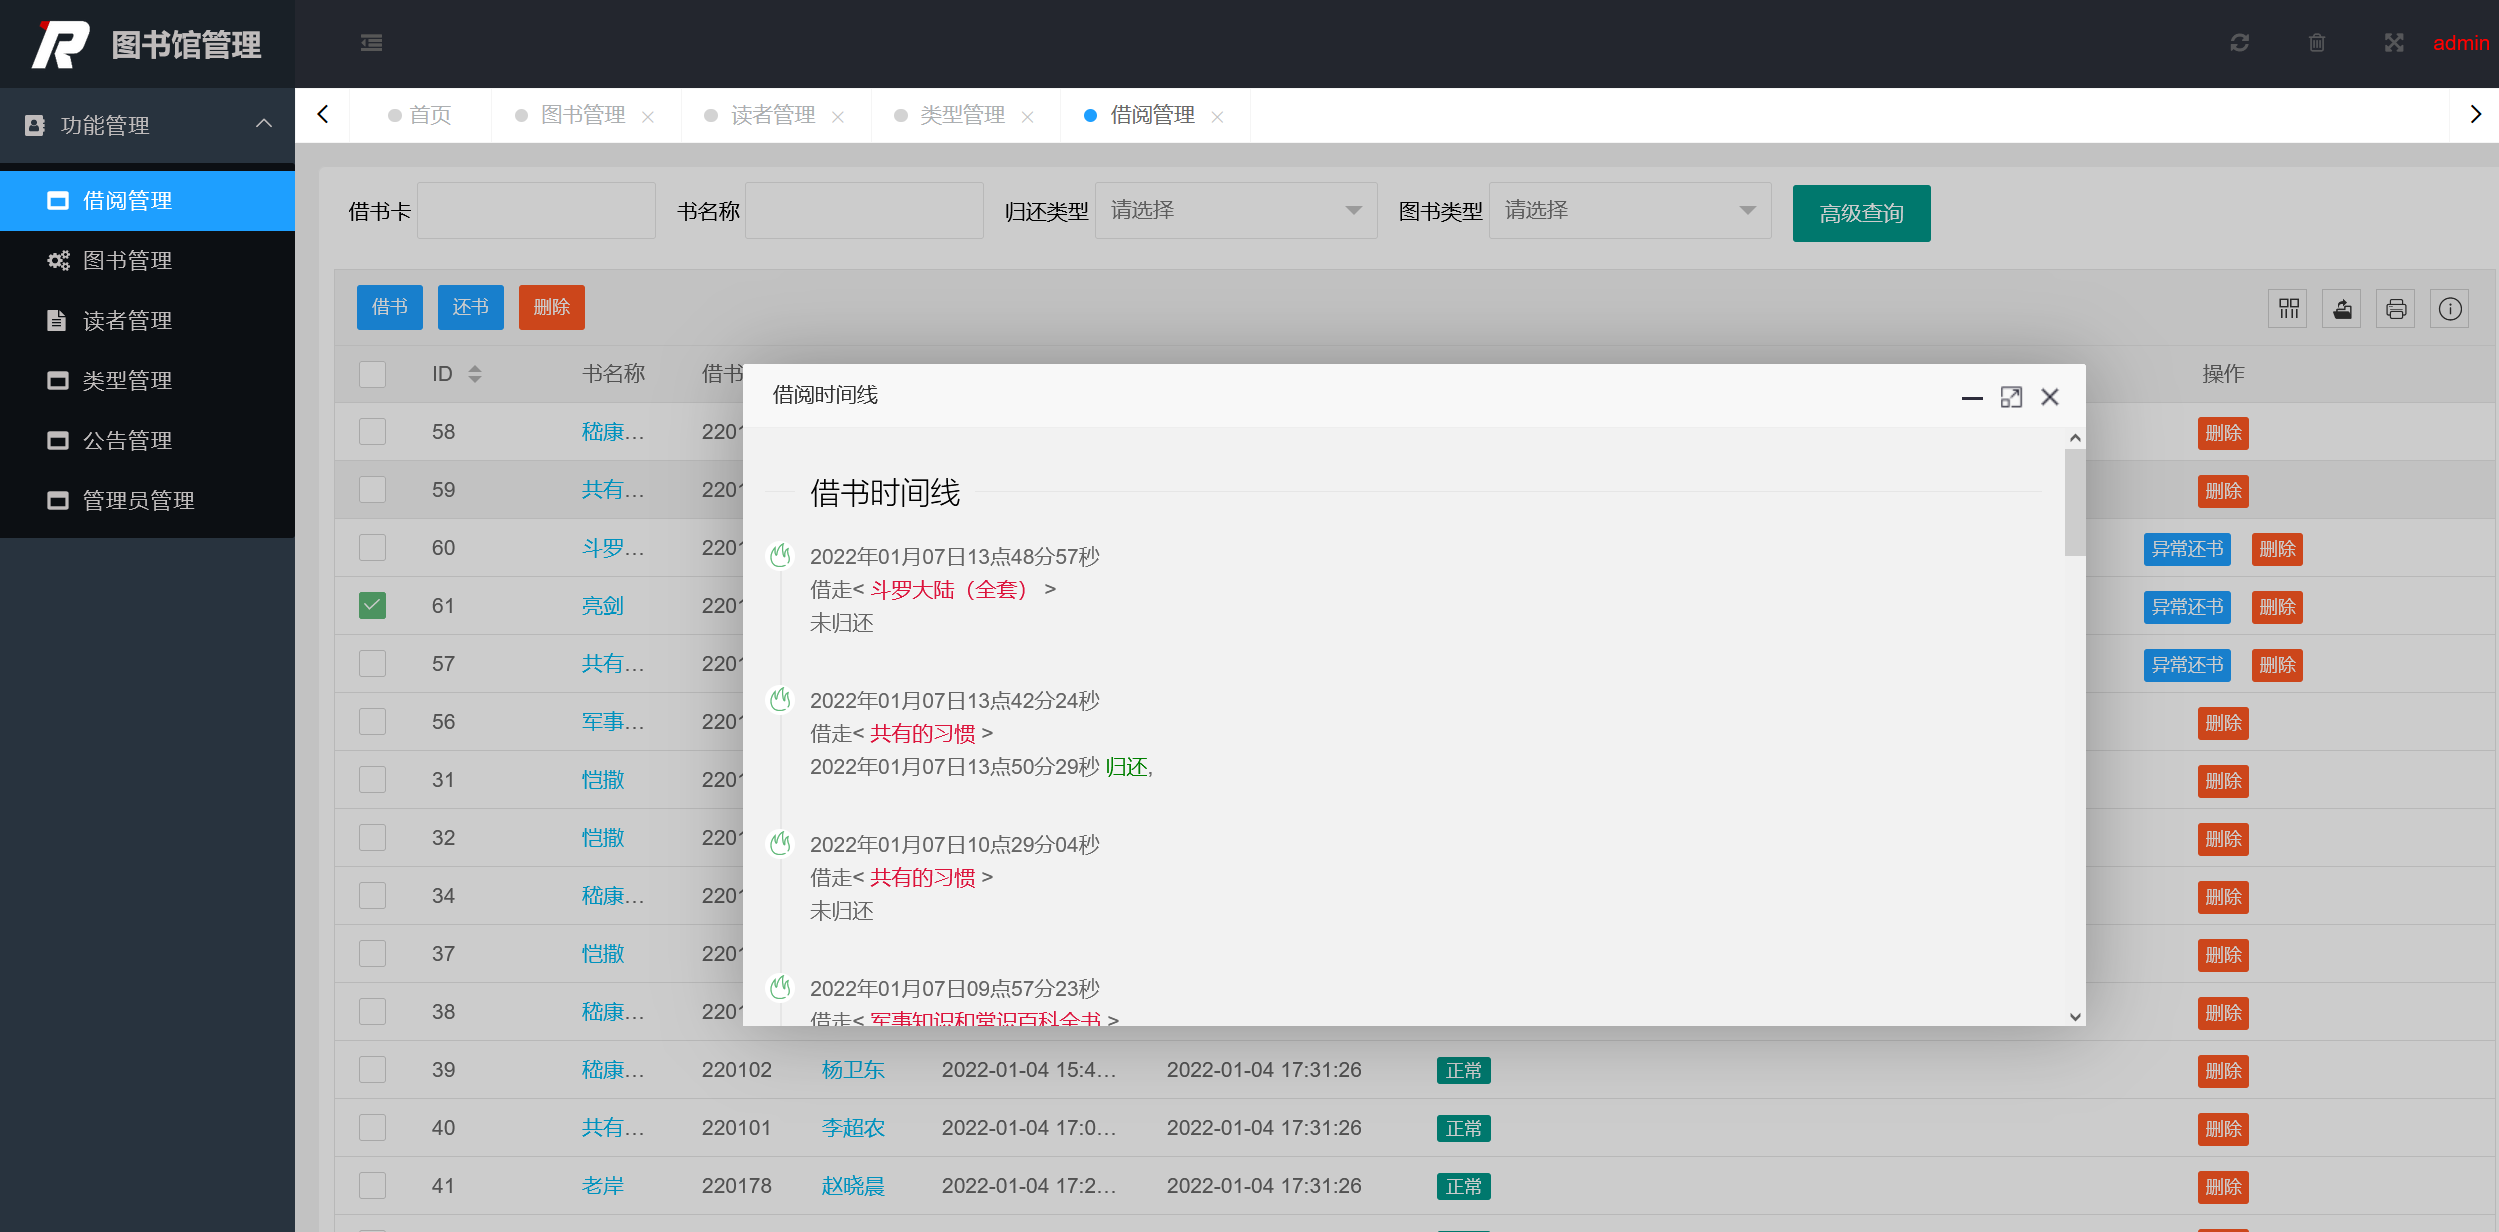 图书馆管理
admin
功能管理
首页
图书管理
读者管理
类型管理
借阅管理
借阅管理
图书管理
读者管理
类型管理
公告管理
管理员管理
借书卡
书名称
归还类型 请选择
图书类型 请选择
高级查询
借书 还书 删除
ID 书名称 借书 操作
58 嵇康… 2201 删除
59 共有… 2201 删除
60 斗罗… 2201 异常还书 删除
61 亮剑 2201 异常还书 删除
57 共有… 2201 异常还书 删除
56 军事… 2201 删除
31 恺撒 2201 删除
32 恺撒 2201 删除
34 嵇康… 2201 删除
37 恺撒 2201 删除
38 嵇康… 2201 删除
39 嵇康… 220102 杨卫东 2022-01-04 15:4… 2022-01-04 17:31:26 正常 删除
40 共有… 220101 李超农 2022-01-04 17:0… 2022-01-04 17:31:26 正常 删除
41 老岸 220178 赵晓晨 2022-01-04 17:2… 2022-01-04 17:31:26 正常 删除
借阅时间线
借书时间线
2022年01月07日13点48分57秒
借走< 斗罗大陆（全套） >
未归还
2022年01月07日13点42分24秒
借走< 共有的习惯 >
2022年01月07日13点50分29秒 归还,
2022年01月07日10点29分04秒
借走< 共有的习惯 >
未归还
2022年01月07日09点57分23秒
借走< 军事知识和常识百科全书 >